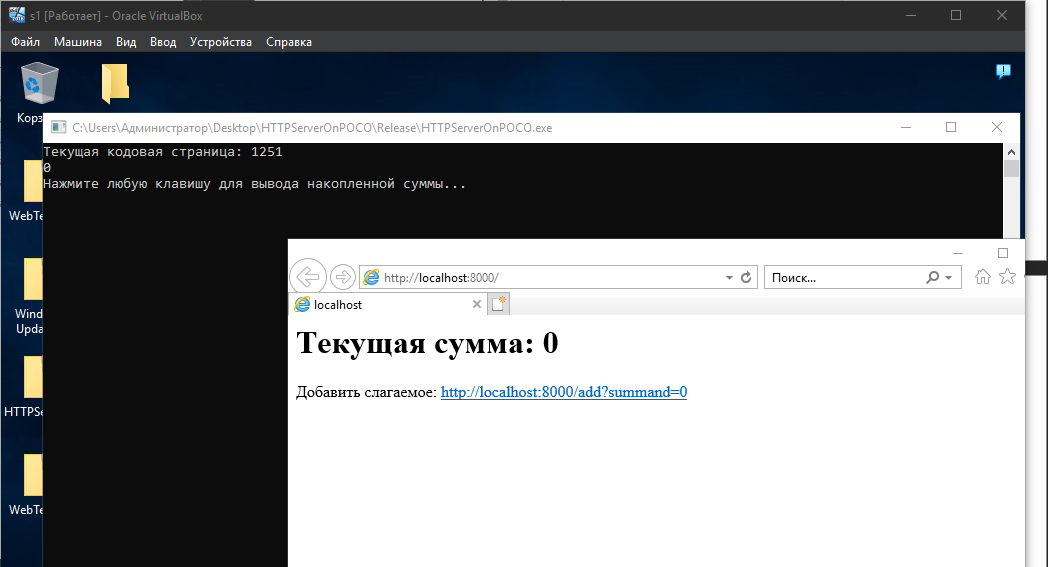 s1 [Работает] - Oracle VirtualBox
Файл Машина Вид Ввод Устройства Справка
Корз
C:\Users\Администратор\Desktop\HTTPServerOnPOCO\Release\HTTPServerOnPOCO.exe
Текущая кодовая страница: 1251
0
Нажмите любую клавишу для вывода накопленной суммы...
WebTe
Wind
Upda
HTTPSe
WebTe
http://localhost:8000/
Поиск...
localhost
Текущая сумма: 0
Добавить слагаемое: http://localhost:8000/add?summand=0